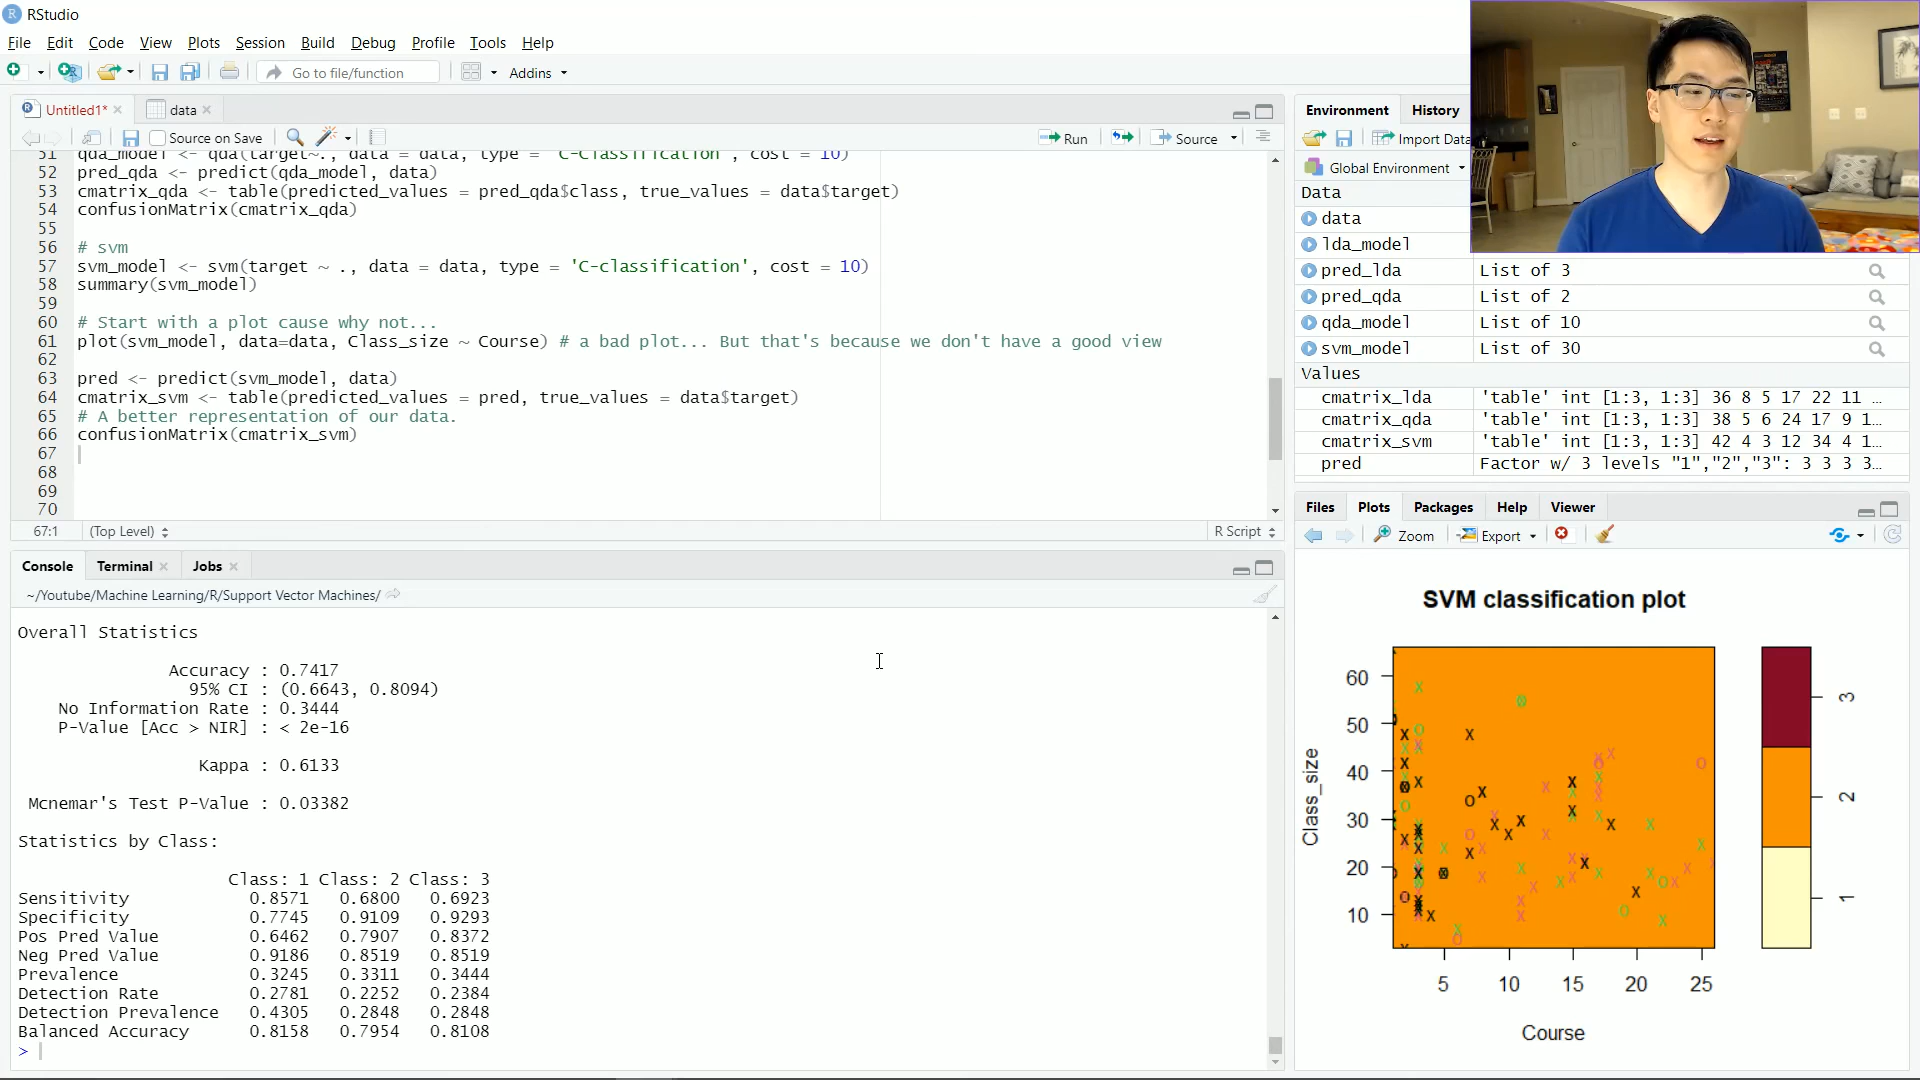 RStudio
File Edit Code View Plots Session Build Debug Profile Tools Help
Go to file/function Addins
Untitled1* data
Source on Save Run Source
51 qda_model <- qda(target~., data = data, type = 'C-classification', cost = 10)
52 pred_qda <- predict(qda_model, data)
53 cmatrix_qda <- table(predicted_values = pred_qda$class, true_values = data$target)
54 confusionMatrix(cmatrix_qda)
55
56 # svm
57 svm_model <- svm(target ~ ., data = data, type = 'C-classification', cost = 10)
58 summary(svm_model)
59
60 # Start with a plot cause why not...
61 plot(svm_model, data=data, Class_size ~ Course) # a bad plot... But that's because we don't have a good view
62
63 pred <- predict(svm_model, data)
64 cmatrix_svm <- table(predicted_values = pred, true_values = data$target)
65 # A better representation of our data.
66 confusionMatrix(cmatrix_svm)
67
68
69
70
67:1 (Top Level) R Script
Console Terminal Jobs
~/Youtube/Machine Learning/R/Support Vector Machines/
Overall Statistics
Accuracy : 0.7417
95% CI : (0.6643, 0.8094)
No Information Rate : 0.3444
P-Value [Acc > NIR] : < 2e-16
Kappa : 0.6133
Mcnemar's Test P-Value : 0.03382
Statistics by Class:
Class: 1 Class: 2 Class: 3
Sensitivity 0.8571 0.6800 0.6923
Specificity 0.7745 0.9109 0.9293
Pos Pred Value 0.6462 0.7907 0.8372
Neg Pred Value 0.9186 0.8519 0.8519
Prevalence 0.3245 0.3311 0.3444
Detection Rate 0.2781 0.2252 0.2384
Detection Prevalence 0.4305 0.2848 0.2848
Balanced Accuracy 0.8158 0.7954 0.8108
>
Environment History
Import Data
Global Environment
Data
data
lda_model
pred_lda List of 3
pred_qda List of 2
qda_model List of 10
svm_model List of 30
Values
cmatrix_lda 'table' int [1:3, 1:3] 36 8 5 17 22 11 ...
cmatrix_qda 'table' int [1:3, 1:3] 38 5 6 24 17 9 1...
cmatrix_svm 'table' int [1:3, 1:3] 42 4 3 12 34 4 1...
pred Factor w/ 3 levels "1","2","3": 3 3 3 3...
Files Plots Packages Help Viewer
Zoom Export
SVM classification plot
60
50
40
30
20
10
Class_size
5 10 15 20 25
Course
3
2
1